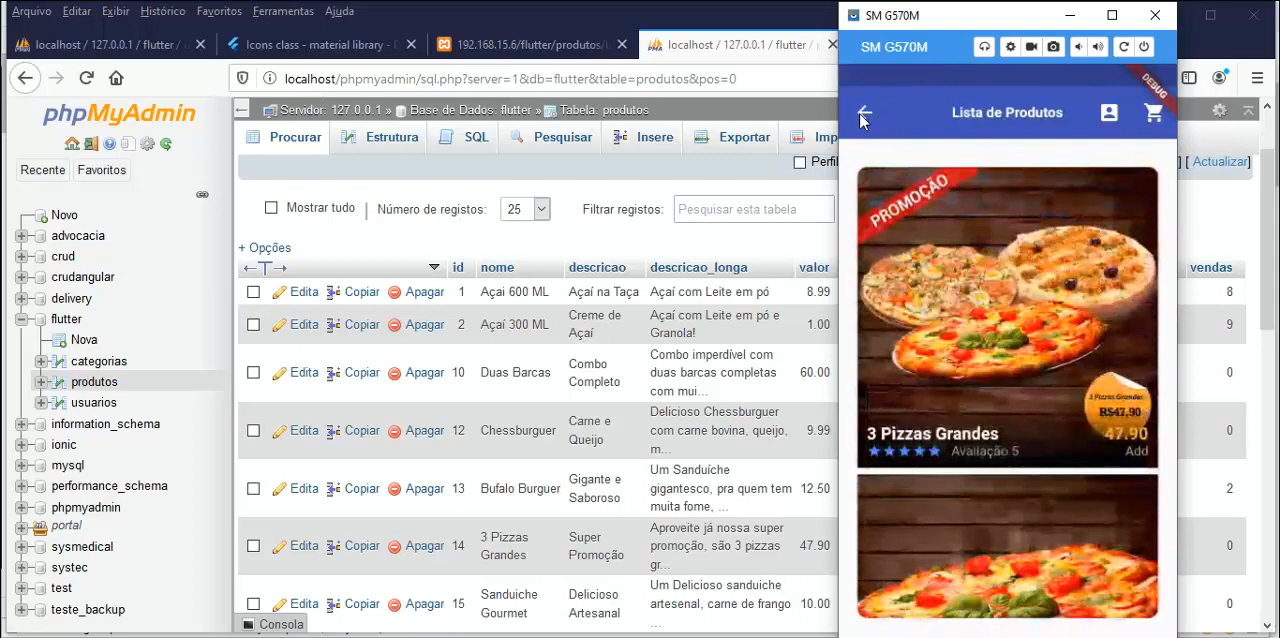 Arquivo Editar Exibir Histórico Favoritos Ferramentas Ajuda
localhost / 127.0.0.1 / flutter /
Icons class - material library - D
192.168.15.6/flutter/produtos/
localhost / 127.0.0.1 / flutter /
localhost/phpmyadmin/sql.php?server=1&db=flutter&table=produtos&pos=0
phpMyAdmin
Recente Favoritos
Novo
advocacia
crud
crudangular
delivery
flutter
Nova
categorias
produtos
usuarios
information_schema
ionic
mysql
performance_schema
phpmyadmin
portal
sysmedical
systec
test
teste_backup
Servidor: 127.0.0.1 » Base de Dados: flutter » Tabela: produtos
Procurar Estrutura SQL Pesquisar Insere Exportar Imp
Perfil ] [ Actualizar]
Mostrar tudo | Número de registos: 25 Filtrar registos: Pesquisar esta tabela
+ Opções
id nome descricao descricao_longa valor vendas
Edita Copiar Apagar 1 Açai 600 ML Açaí na Taça Açaí com Leite em pó 8.99 8
Edita Copiar Apagar 2 Açaí 300 ML Creme de Açaí Açaí com Leite em pó e Granola! 1.00 9
Edita Copiar Apagar 10 Duas Barcas Combo Completo Combo imperdível com duas barcas completas com mui... 60.00 0
Edita Copiar Apagar 12 Chessburguer Carne e Queijo Delicioso Chessburguer com carne bovina, queijo, m... 9.99 0
Edita Copiar Apagar 13 Bufalo Burguer Gigante e Saboroso Um Sanduíche gigantesco, pra quem tem muita fome, ... 12.50 2
Edita Copiar Apagar 14 3 Pizzas Grandes Super Promoção Aproveite já nossa super promoção, são 3 pizzas gr... 47.90 0
Edita Copiar Apagar 15 Sanduiche Gourmet Delicioso Artesanal Um Delicioso sanduiche artesenal, carne de frango ... 10.00 0
Consola
SM G570M
SM G570M
DEBUG
Lista de Produtos
PROMOÇÃO
3 Pizzas Grandes
R$47,90
3 Pizzas Grandes 47.90
Avaliação 5 Add